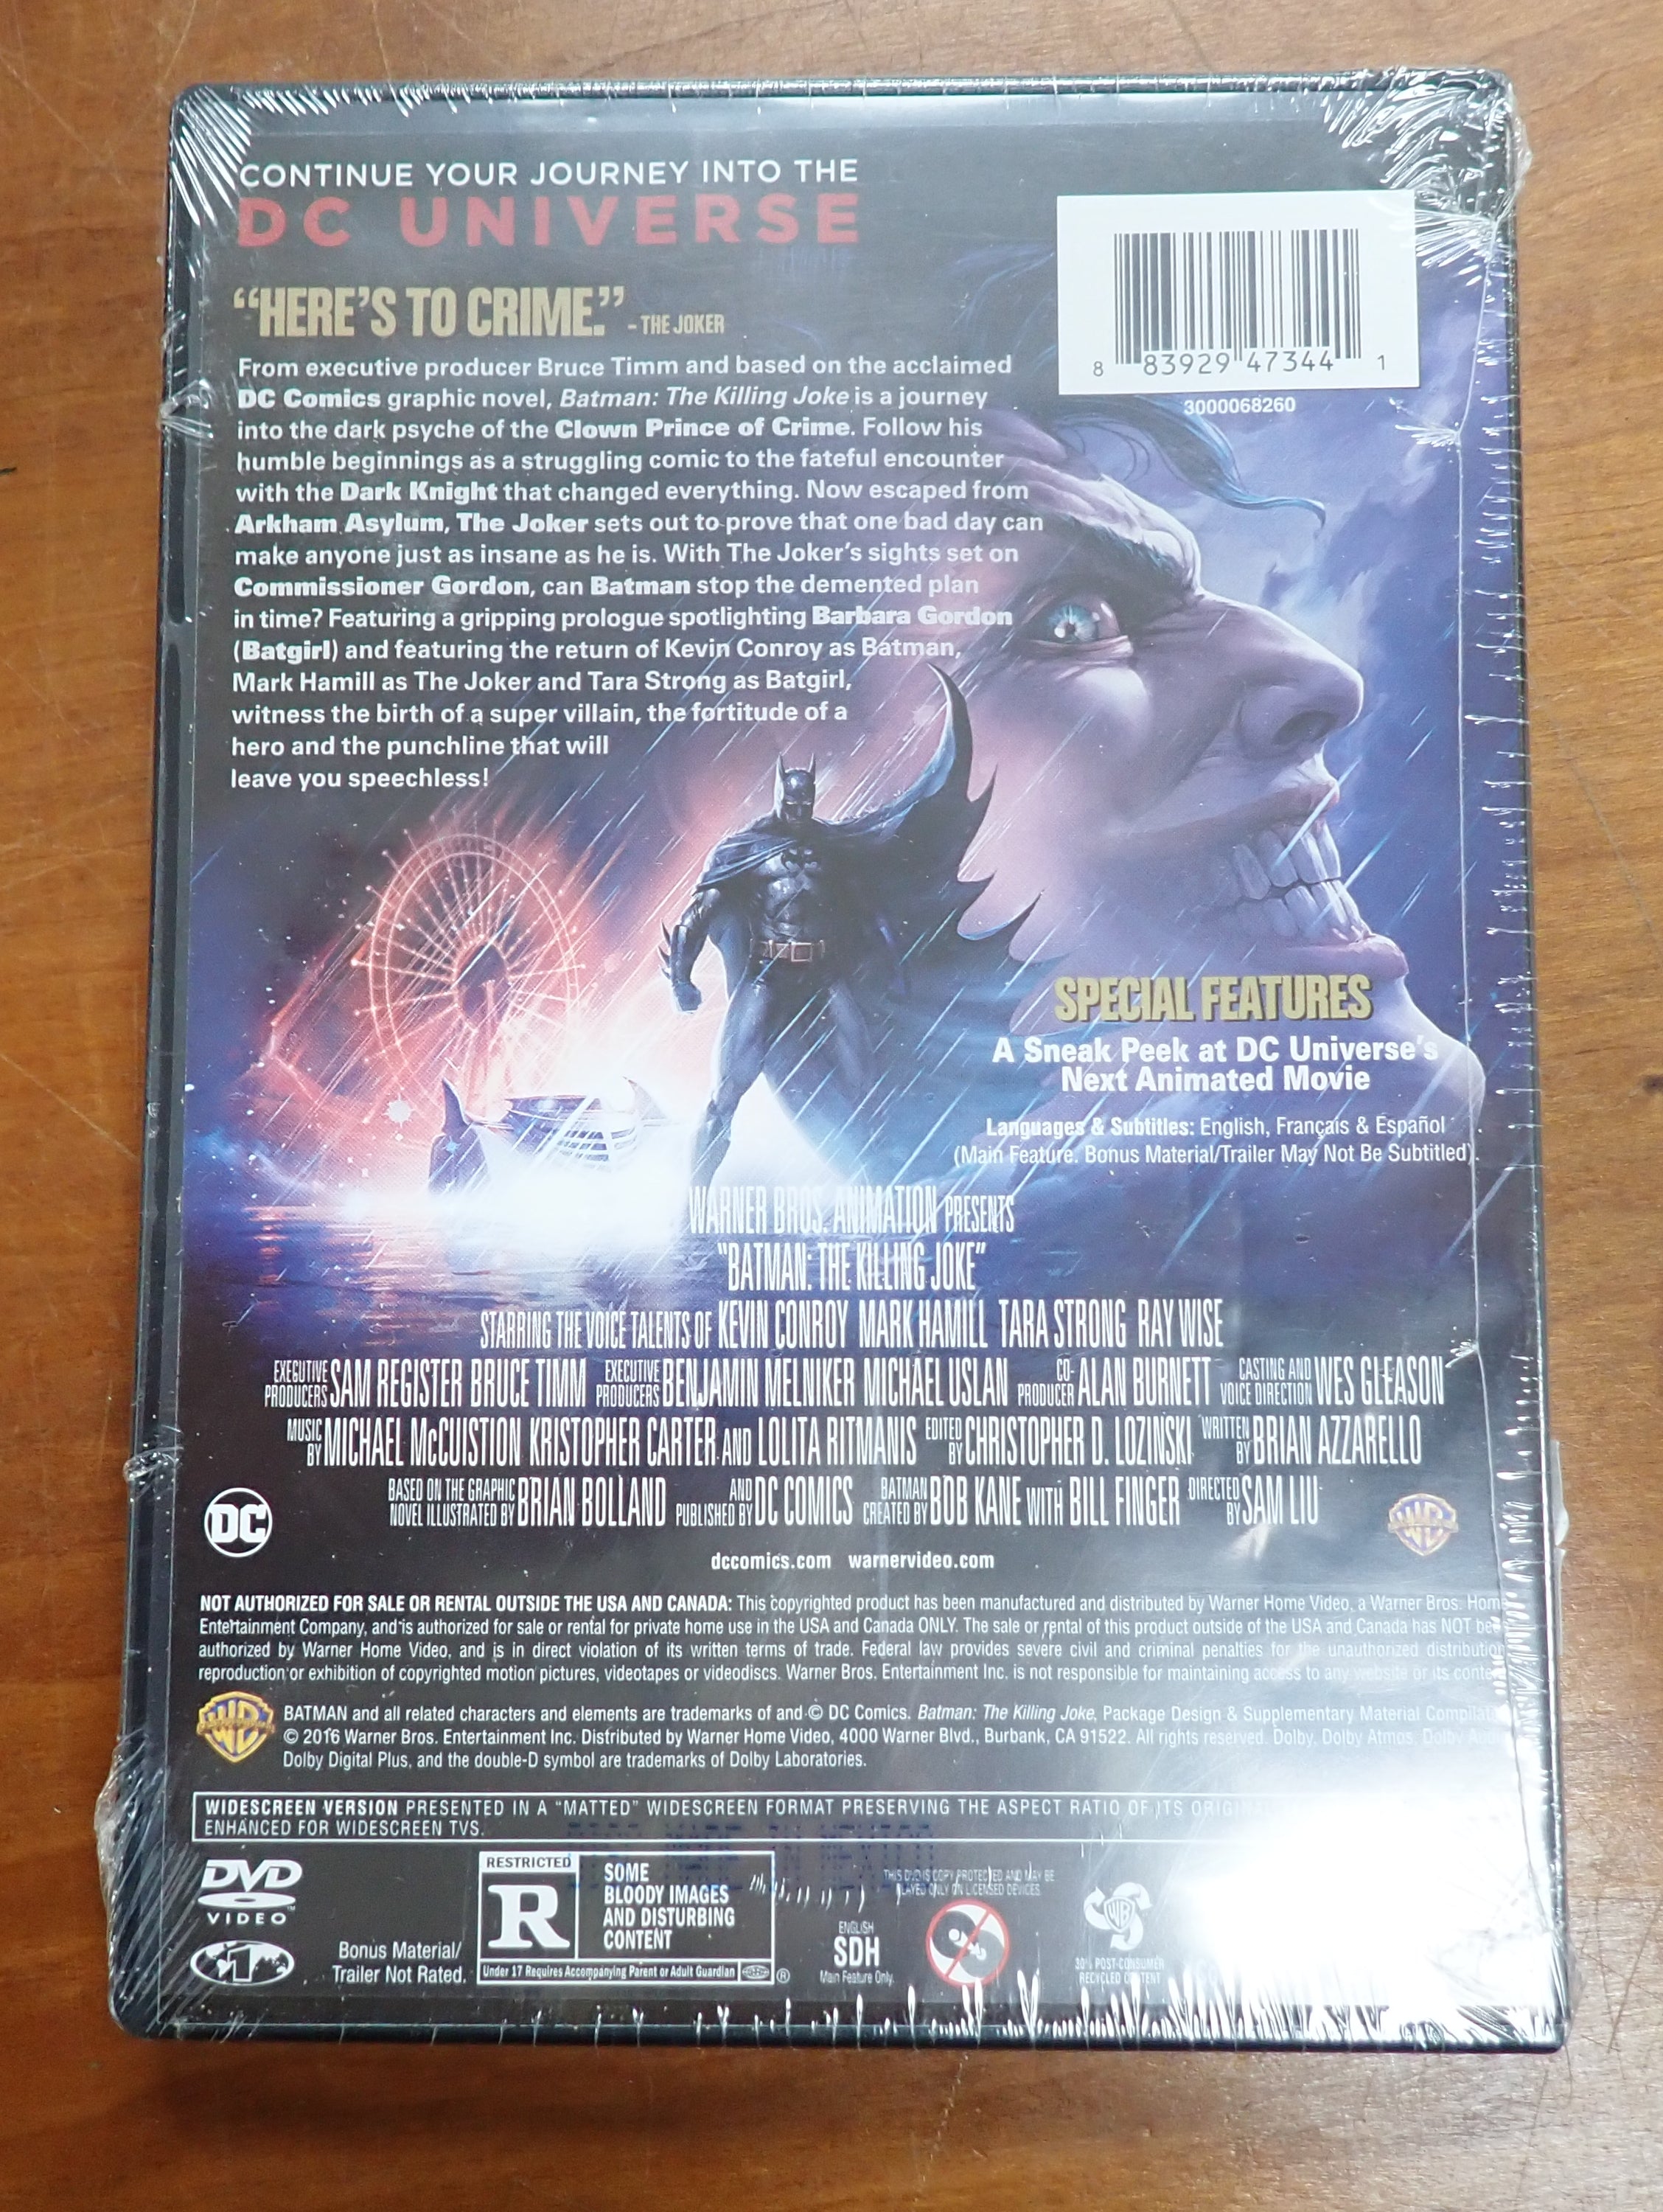 CONTINUE YOUR JOURNEY INTO THE
DC UNIVERSE
"HERE'S TO CRIME." - THE JOKER
From executive producer Bruce Timm and based on the acclaimed
DC Comics graphic novel, Batman: The Killing Joke is a journey
into the dark psyche of the Clown Prince of Crime. Follow his
humble beginnings as a struggling comic to the fateful encounter
with the Dark Knight that changed everything. Now escaped from
Arkham Asylum, The Joker sets out to prove that one bad day can
make anyone just as insane as he is. With The Joker's sights set on
Commissioner Gordon, can Batman stop the demented plan
in time? Featuring a gripping prologue spotlighting Barbara Gordon
(Batgirl) and featuring the return of Kevin Conroy as Batman,
Mark Hamill as The Joker and Tara Strong as Batgirl,
witness the birth of a super villain, the fortitude of a
hero and the punchline that will
leave you speechless!
8 83929 47344 1
3000068260
SPECIAL FEATURES
A Sneak Peek at DC Universe's
Next Animated Movie
Languages & Subtitles: English, Français & Español
(Main Feature. Bonus Material/Trailer May Not Be Subtitled).
WARNER BROS. ANIMATION PRESENTS
"BATMAN: THE KILLING JOKE"
STARRING THE VOICE TALENTS OF KEVIN CONROY MARK HAMILL TARA STRONG RAY WISE
EXECUTIVE PRODUCERS SAM REGISTER BRUCE TIMM EXECUTIVE PRODUCERS BENJAMIN MELNIKER MICHAEL USLAN CO-PRODUCER ALAN BURNETT CASTING AND VOICE DIRECTION WES GLEASON
MUSIC BY MICHAEL McCUISTION KRISTOPHER CARTER AND LOLITA RITMANIS EDITED BY CHRISTOPHER D. LOZINSKI WRITTEN BY BRIAN AZZARELLO
BASED ON THE GRAPHIC NOVEL ILLUSTRATED BY BRIAN BOLLAND AND PUBLISHED BY DC COMICS BATMAN CREATED BY BOB KANE WITH BILL FINGER DIRECTED BY SAM LIU
DC
WB
dccomics.com warnervideo.com
NOT AUTHORIZED FOR SALE OR RENTAL OUTSIDE THE USA AND CANADA: This copyrighted product has been manufactured and distributed by Warner Home Video, a Warner Bros. Hom
Entertainment Company, and is authorized for sale or rental for private home use in the USA and Canada ONLY. The sale or rental of this product outside of the USA and Canada has NOT bee
authorized by Warner Home Video, and is in direct violation of its written terms of trade. Federal law provides severe civil and criminal penalties for the unauthorized distribution
reproduction or exhibition of copyrighted motion pictures, videotapes or videodiscs. Warner Bros. Entertainment Inc. is not responsible for maintaining access to any website or its conte
WB
BATMAN and all related characters and elements are trademarks of and © DC Comics. Batman: The Killing Joke, Package Design & Supplementary Material Compilat
© 2016 Warner Bros. Entertainment Inc. Distributed by Warner Home Video, 4000 Warner Blvd., Burbank, CA 91522. All rights reserved. Dolby, Dolby Atmos, Dolby
Dolby Digital Plus, and the double-D symbol are trademarks of Dolby Laboratories.
WIDESCREEN VERSION PRESENTED IN A "MATTED" WIDESCREEN FORMAT PRESERVING THE ASPECT RATIO OF ITS
ENHANCED FOR WIDESCREEN TVS.
DVD
VIDEO
1
Bonus Material/
Trailer Not Rated.
RESTRICTED
R
SOME
BLOODY IMAGES
AND DISTURBING
CONTENT
Under 17 Requires Accompanying Parent or Adult Guardian ®
ENGLISH
SDH
Main Feature Only
THIS DVD IS COPY PROTECTED AND MAY BE
PLAYED ONLY ON LICENSED DEVICES
WB
30% POST-CONSUMER
RECYCLED CONTENT